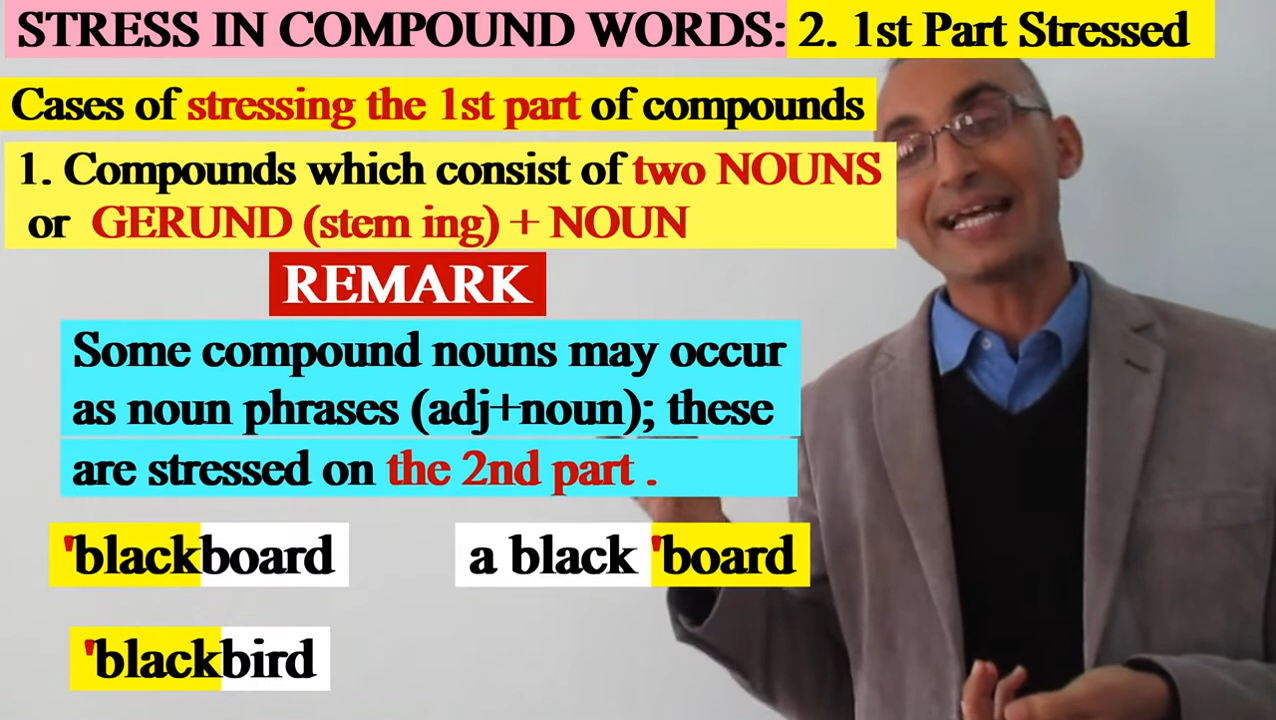 STRESS IN COMPOUND WORDS: 2. 1st Part Stressed
Cases of stressing the 1st part of compounds
1. Compounds which consist of two NOUNS
or GERUND (stem ing) + NOUN
REMARK
Some compound nouns may occur
as noun phrases (adj+noun); these
are stressed on the 2nd part .
'blackboard a black 'board
'blackbird